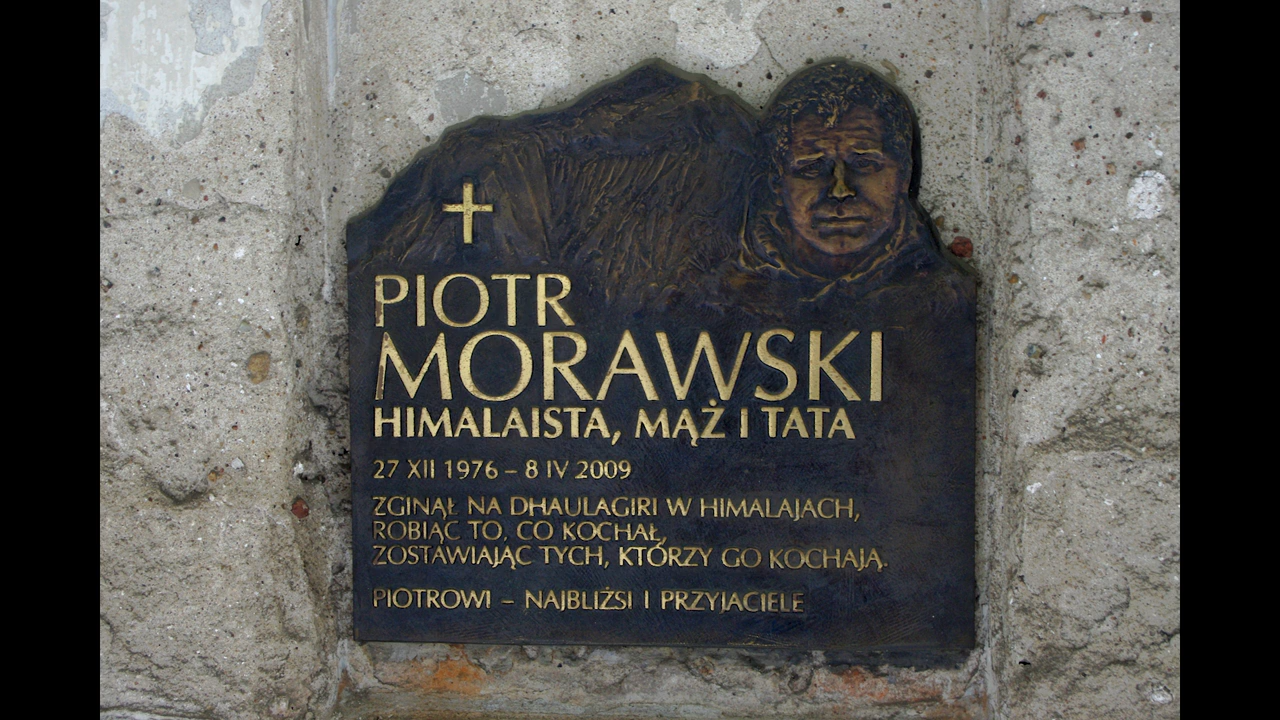 PIOTR
MORAWSKI
HIMALAISTA, MĄŻ I TATA
27 XII 1976 – 8 IV 2009
ZGINĄŁ NA DHAULAGIRI W HIMALAJACH,
ROBIĄC TO, CO KOCHAŁ,
ZOSTAWIAJĄC TYCH, KTÓRZY GO KOCHAJĄ.
PIOTROWI – NAJBLIŻSI I PRZYJACIELE